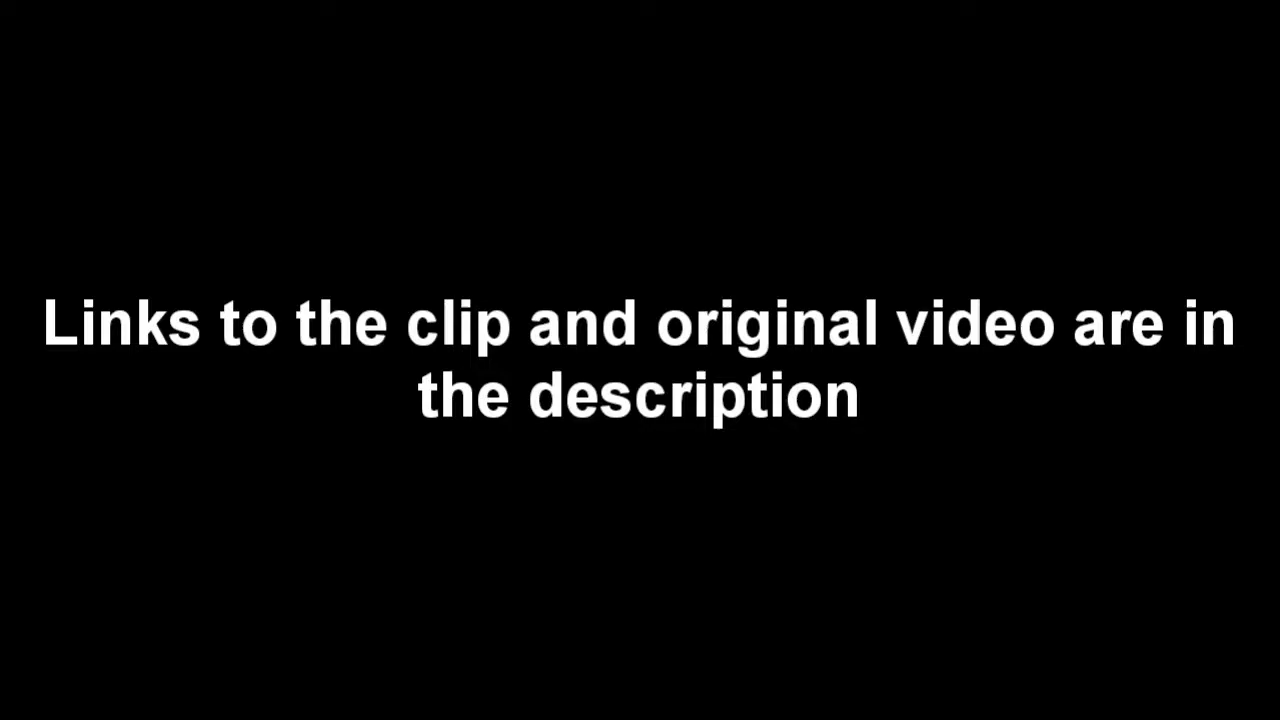 Links to the clip and original video are in
the description